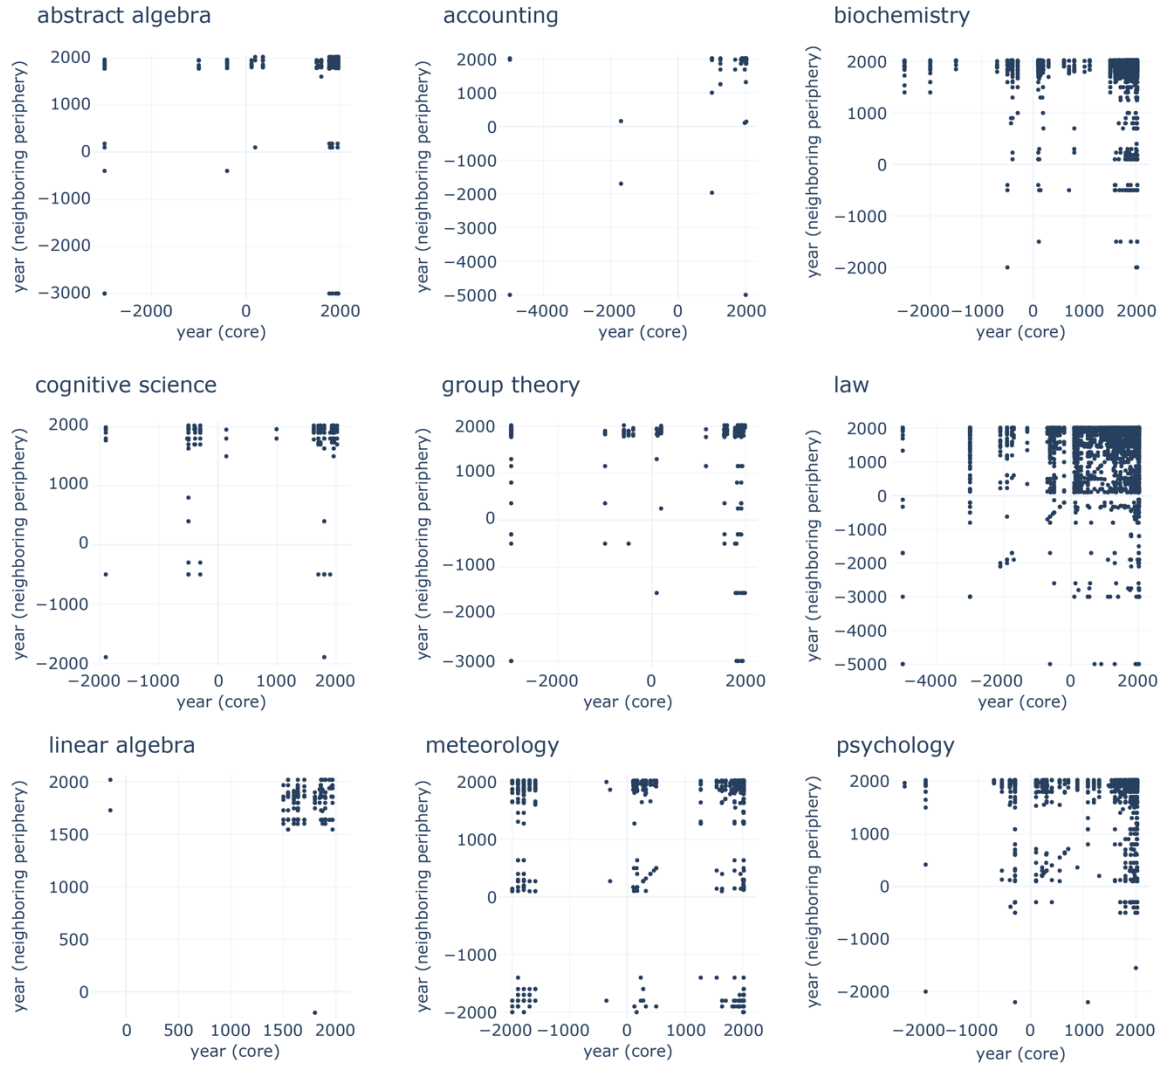 abstract algebra
accounting
biochemistry
year (neighboring periphery)
2000
1000
0
−1000
−2000
−3000
−2000 0 2000
year (core)
year (neighboring periphery)
2000
1000
0
−1000
−2000
−3000
−4000
−5000
−4000 −2000 0 2000
year (core)
year (neighboring periphery)
2000
1000
0
−1000
−2000
−2000 −1000 0 1000 2000
year (core)
cognitive science
group theory
law
year (neighboring periphery)
2000
1000
0
−1000
−2000
−2000 −1000 0 1000 2000
year (core)
year (neighboring periphery)
2000
1000
0
−1000
−2000
−3000
−2000 0 2000
year (core)
year (neighboring periphery)
2000
1000
0
−1000
−2000
−3000
−4000
−5000
−4000 −2000 0 2000
year (core)
linear algebra
meteorology
psychology
year (neighboring periphery)
2000
1500
1000
500
0
0 500 1000 1500 2000
year (core)
year (neighboring periphery)
2000
1000
0
−1000
−2000
−2000 −1000 0 1000 2000
year (core)
year (neighboring periphery)
2000
1000
0
−1000
−2000
−2000 −1000 0 1000 2000
year (core)